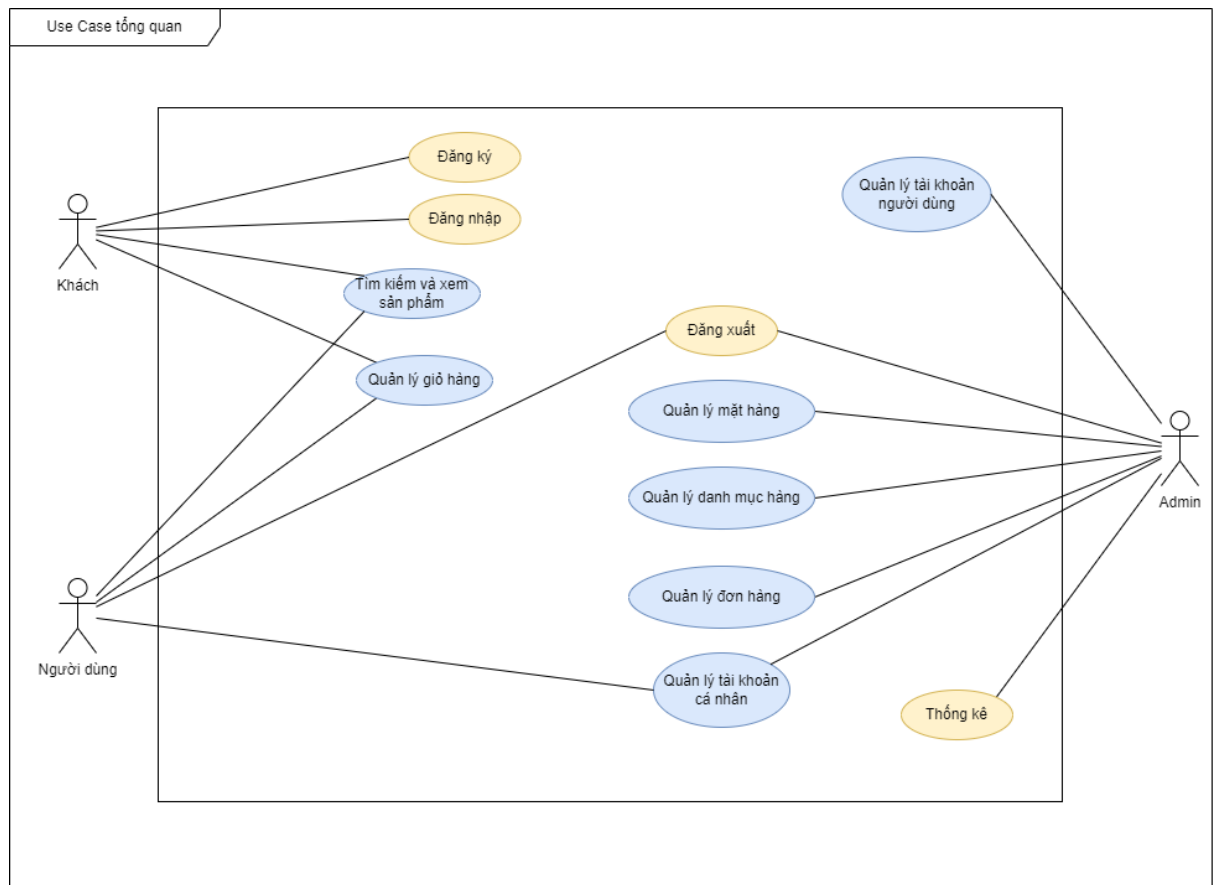 Use Case tổng quan
Đăng ký
Quản lý tài khoản
người dùng
Đăng nhập
Khách
Tìm kiếm và xem
sản phẩm
Đăng xuất
Quản lý giỏ hàng
Quản lý mặt hàng
Quản lý danh mục hàng
Admin
Quản lý đơn hàng
Người dùng
Quản lý tài khoản
cá nhân
Thống kê